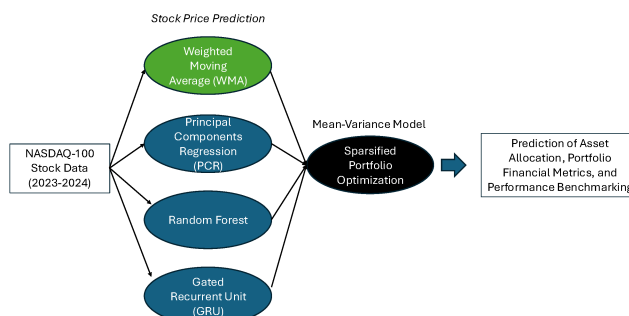 Stock Price Prediction
Weighted
Moving
Average (WMA)
Principal
Components
Regression
(PCR)
Mean-Variance Model
NASDAQ-100
Stock Data
(2023-2024)
Sparsified
Portfolio
Optimization
Prediction of Asset
Allocation, Portfolio
Financial Metrics, and
Performance Benchmarking
Random Forest
Gated
Recurrent Unit
(GRU)